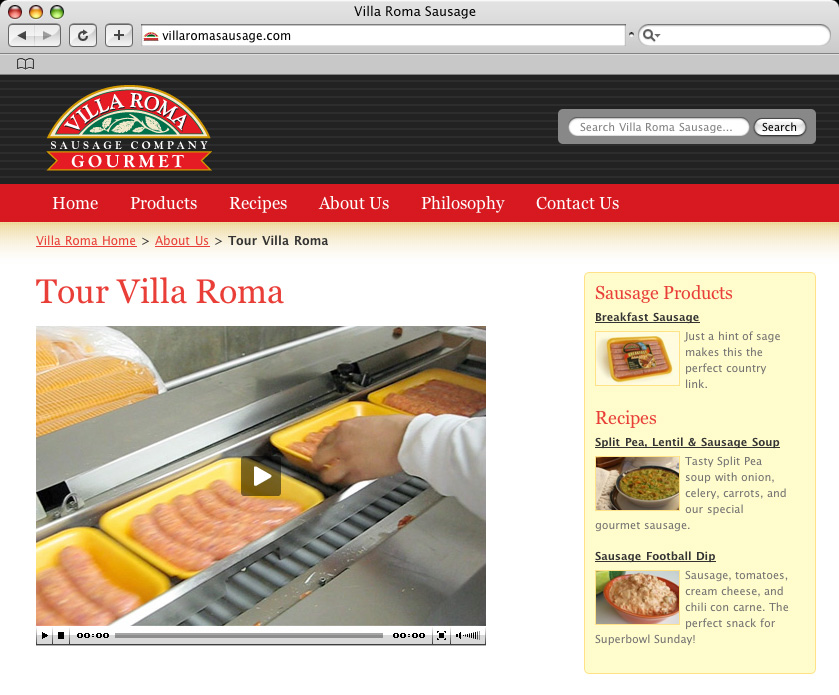 Villa Roma Sausage
villaromasausage.com
VILLA ROMA
SAUSAGE COMPANY
GOURMET
Search Villa Roma Sausage...
Search
Home Products Recipes About Us Philosophy Contact Us
Villa Roma Home > About Us > Tour Villa Roma
Tour Villa Roma
00:00 00:00
Sausage Products
Breakfast Sausage
Just a hint of sage
makes this the
perfect country
link.
Recipes
Split Pea, Lentil & Sausage Soup
Tasty Split Pea
soup with onion,
celery, carrots, and
our special
gourmet sausage.
Sausage Football Dip
Sausage, tomatoes,
cream cheese, and
chili con carne. The
perfect snack for
Superbowl Sunday!